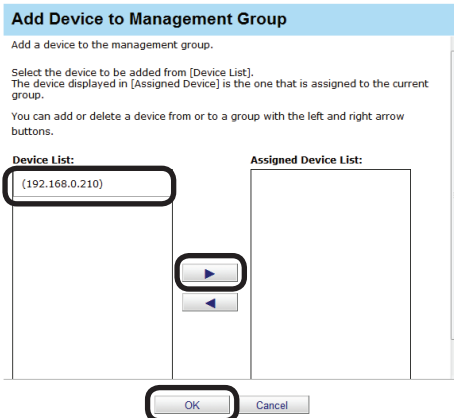 Add Device to Management Group
Add a device to the management group.
Select the device to be added from [Device List].
The device displayed in [Assigned Device] is the one that is assigned to the current
group.
You can add or delete a device from or to a group with the left and right arrow
buttons.
Device List:
Assigned Device List:
(192.168.0.210)
OK
Cancel